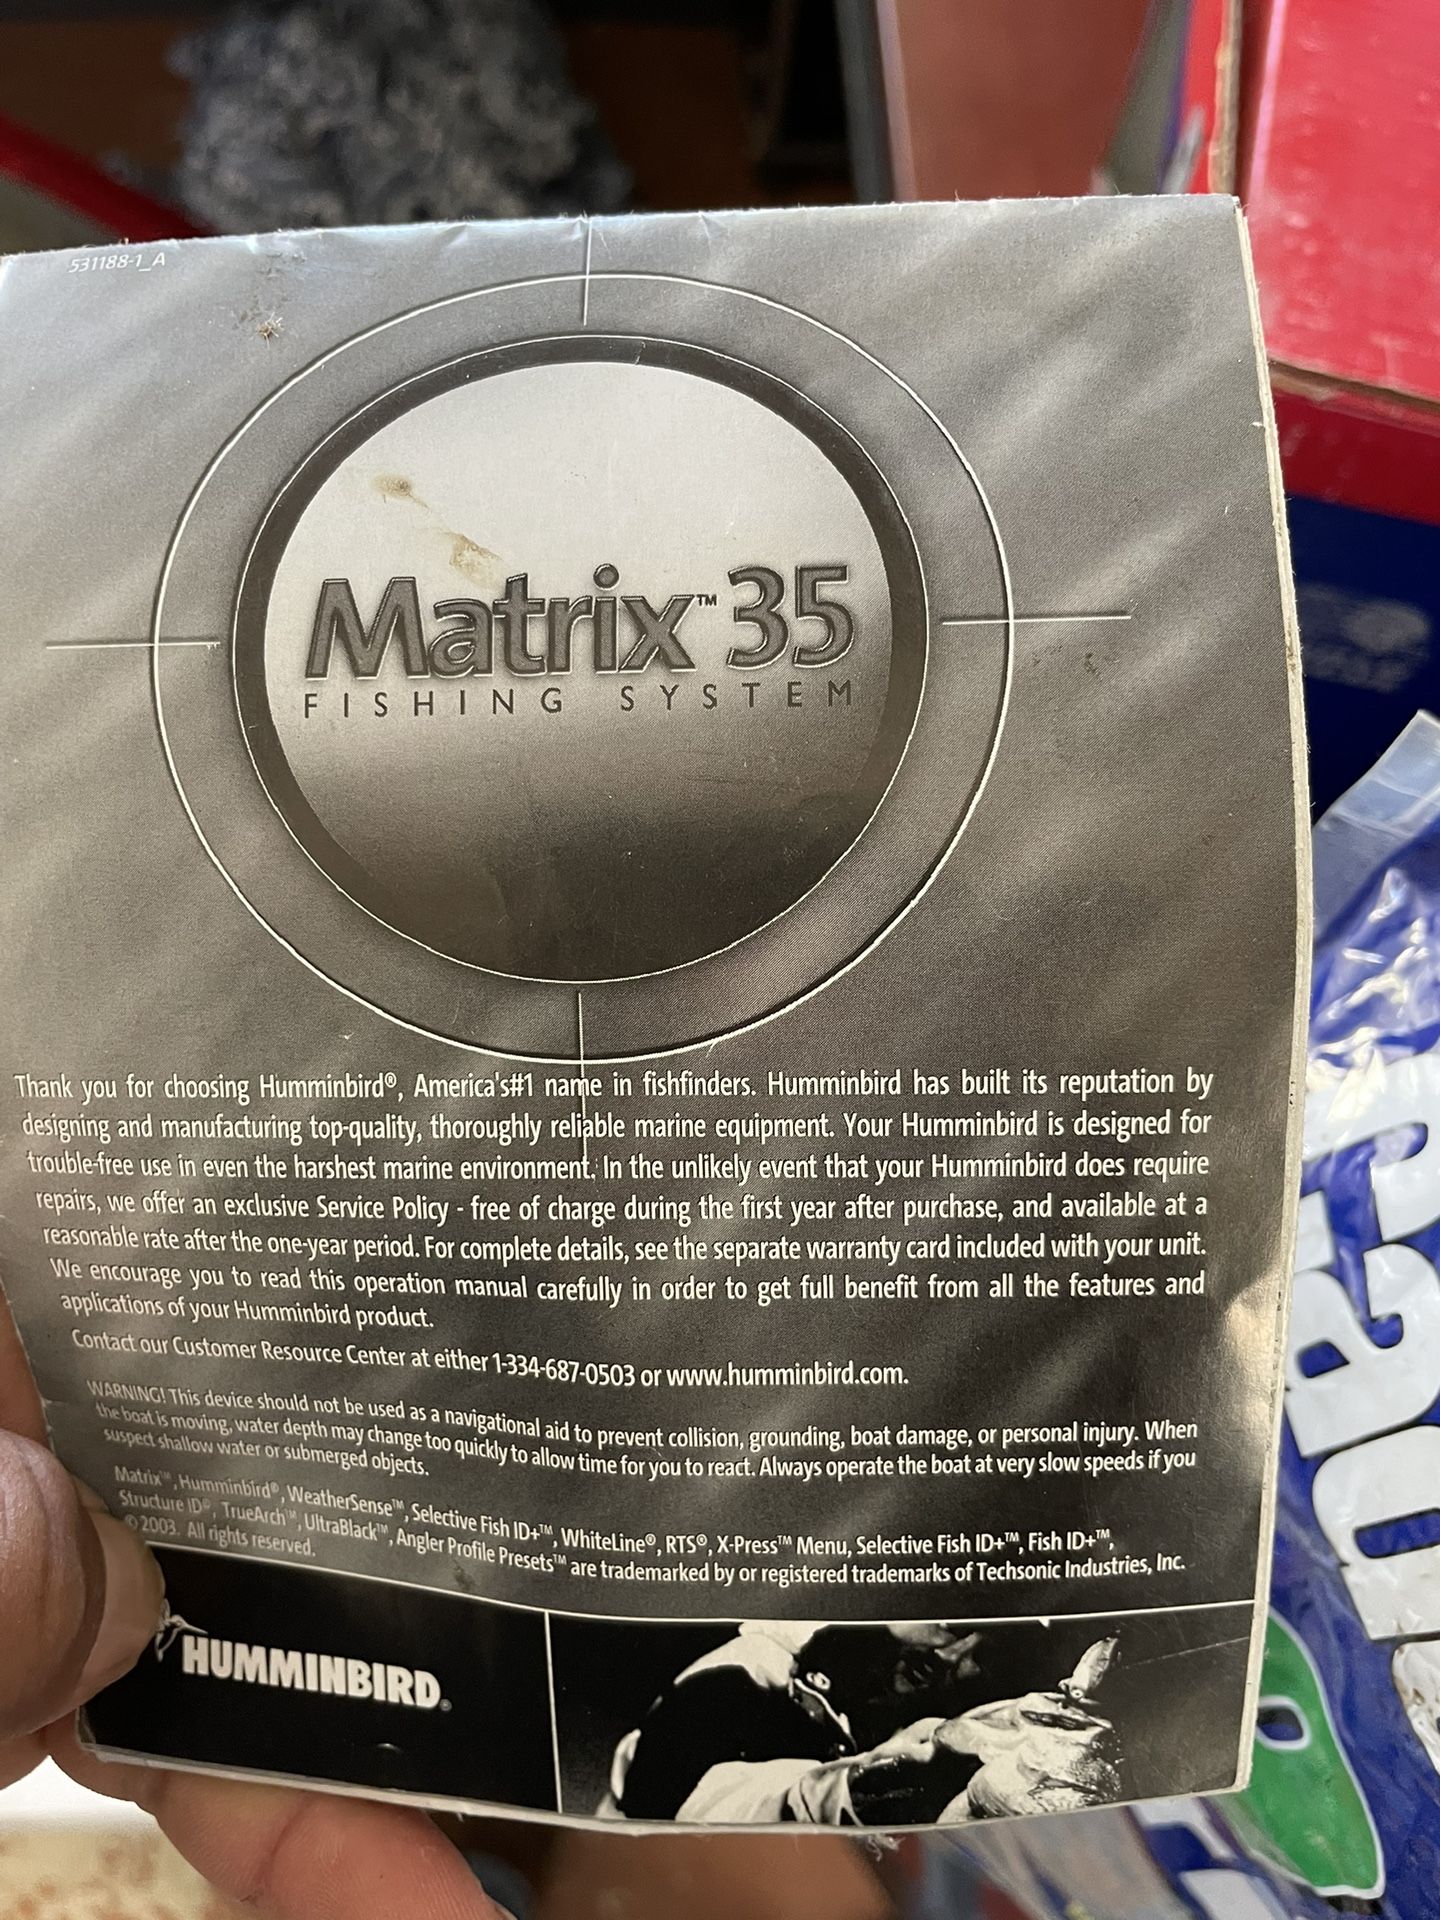 531188-1_A
Matrix™ 35
FISHING SYSTEM
Thank you for choosing Humminbird®, America's#1 name in fishfinders. Humminbird has built its reputation by
designing and manufacturing top-quality, thoroughly reliable marine equipment. Your Humminbird is designed for
trouble-free use in even the harshest marine environment. In the unlikely event that your Humminbird does require
repairs, we offer an exclusive Service Policy - free of charge during the first year after purchase, and available at a
reasonable rate after the one-year period. For complete details, see the separate warranty card included with your unit.
We encourage you to read this operation manual carefully in order to get full benefit from all the features and
applications of your Humminbird product.
Contact our Customer Resource Center at either 1-334-687-0503 or www.humminbird.com.
WARNING! This device should not be used as a navigational aid to prevent collision, grounding, boat damage, or personal injury. When
the boat is moving, water depth may change too quickly to allow time for you to react. Always operate the boat at very slow speeds if you
suspect shallow water or submerged objects.
Matrix™, Humminbird®, WeatherSense™, Selective Fish ID+™, WhiteLine®, RTS®, X-Press™ Menu, Selective Fish ID+™, Fish ID+™,
Structure ID®, TrueArch™, UltraBlack™, Angler Profile Presets™ are trademarked by or registered trademarks of Techsonic Industries, Inc.
©2003. All rights reserved.
HUMMINBIRD®